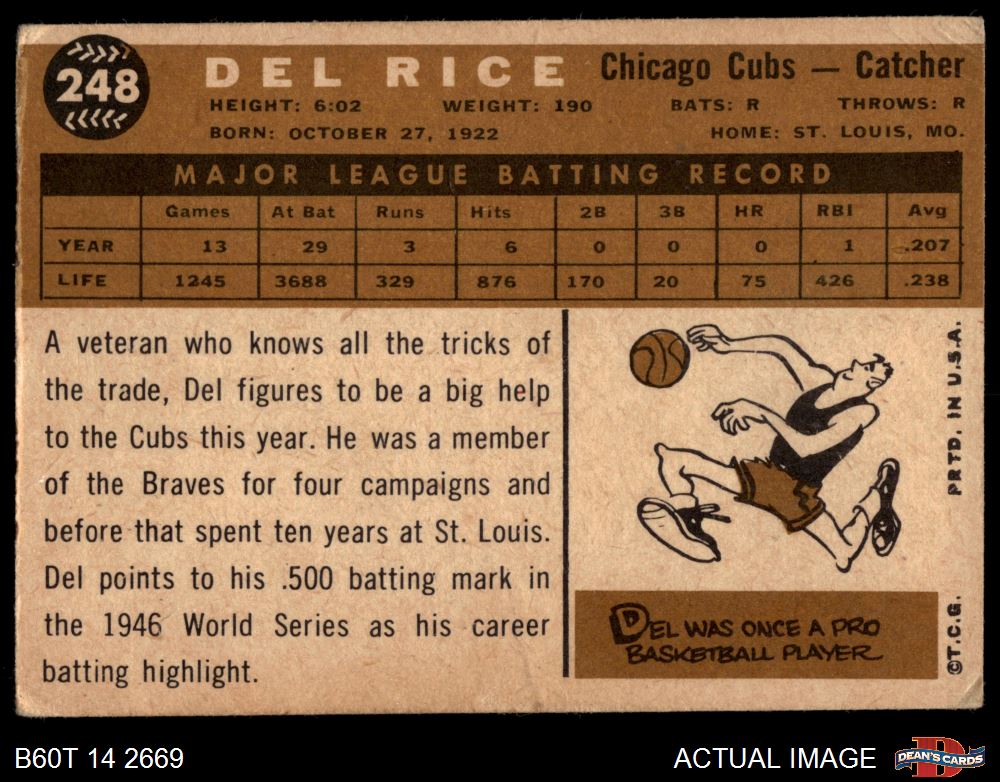 248
DEL RICE Chicago Cubs — Catcher
HEIGHT: 6:02 WEIGHT: 190 BATS: R THROWS: R
BORN: OCTOBER 27, 1922 HOME: ST. LOUIS, MO.
MAJOR LEAGUE BATTING RECORD
Games At Bat Runs Hits 2B 3B HR RBI Avg
YEAR 13 29 3 6 0 0 0 1 .207
LIFE 1245 3688 329 876 170 20 75 426 .238
A veteran who knows all the tricks of
the trade, Del figures to be a big help
to the Cubs this year. He was a member
of the Braves for four campaigns and
before that spent ten years at St. Louis.
Del points to his .500 batting mark in
the 1946 World Series as his career
batting highlight.
DEL WAS ONCE A PRO
BASKETBALL PLAYER
©T.C.G. PRTD. IN U.S.A.
B60T 14 2669 ACTUAL IMAGE
D
DEAN'S CARDS